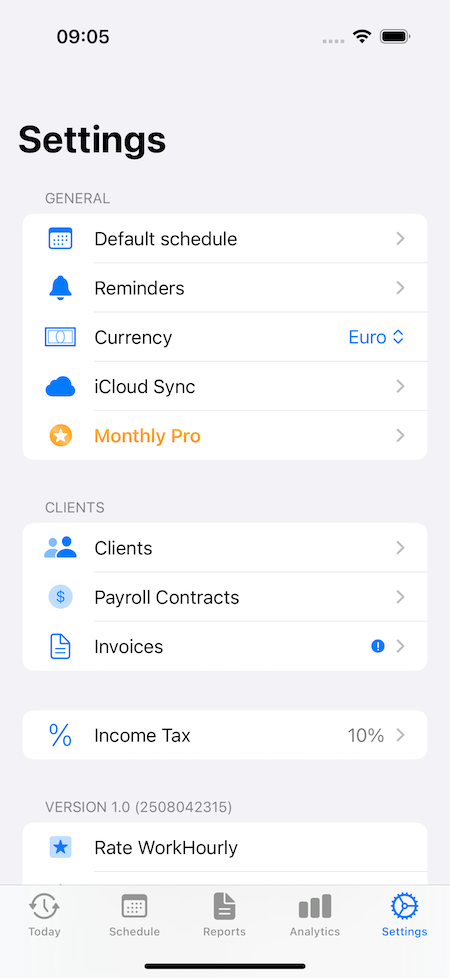 09:05
Settings
GENERAL
Default schedule
Reminders
Currency Euro
iCloud Sync
Monthly Pro
CLIENTS
Clients
$ Payroll Contracts
Invoices
% Income Tax 10%
VERSION 1.0 (2508042315)
Rate WorkHourly
Today Schedule Reports Analytics Settings